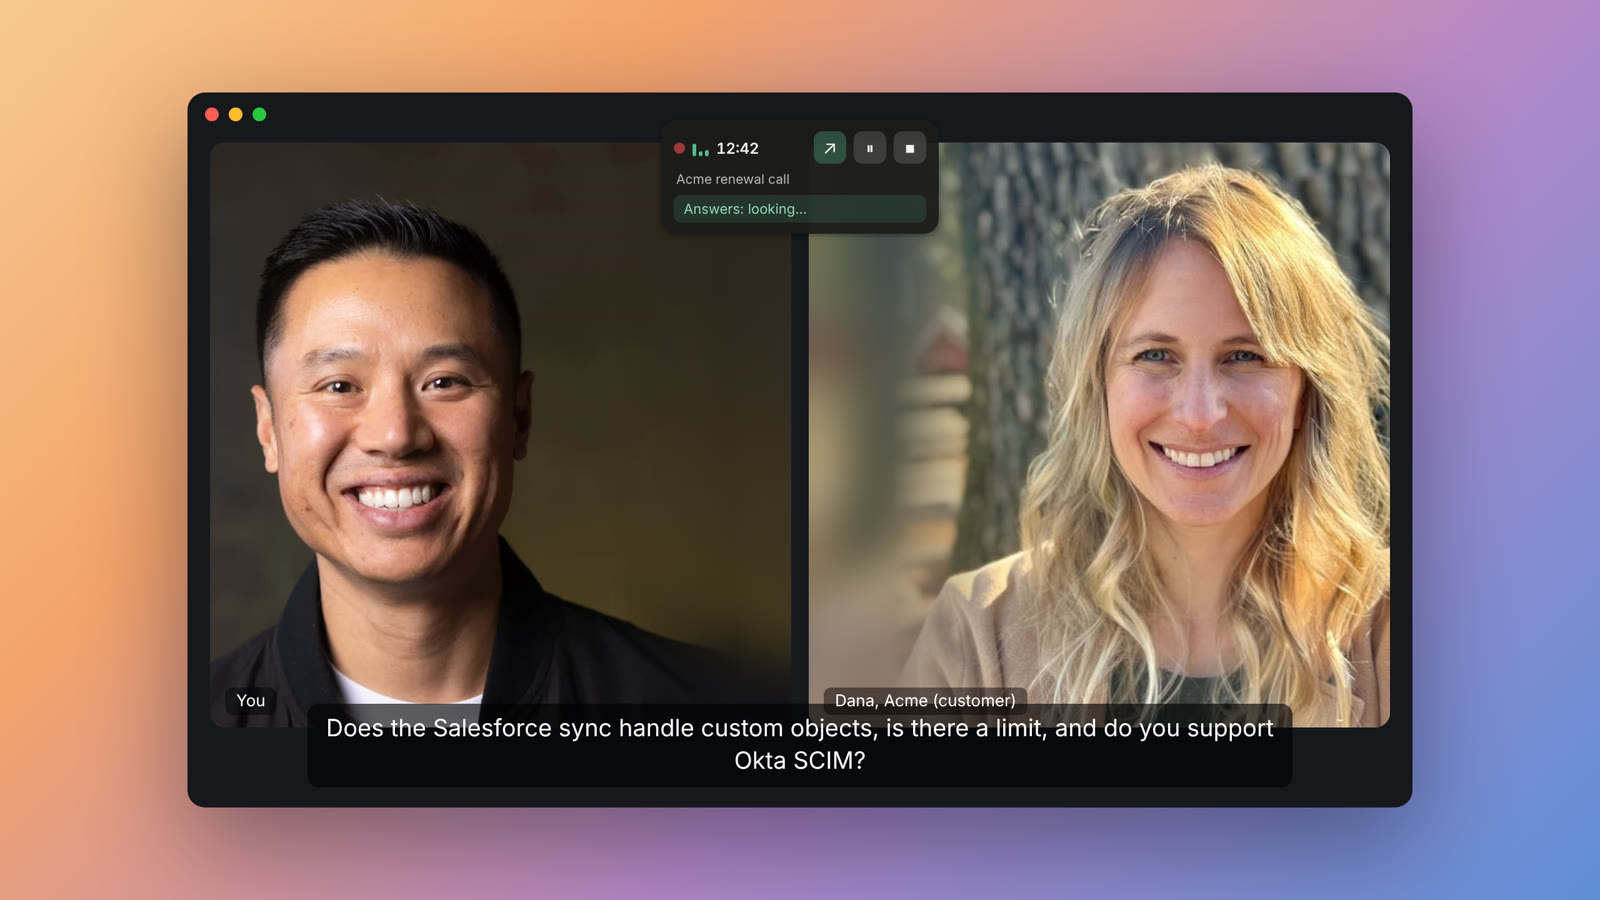 12:42
Acme renewal call
Answers: looking...
You
Dana, Acme (customer)
Does the Salesforce sync handle custom objects, is there a limit, and do you support
Okta SCIM?